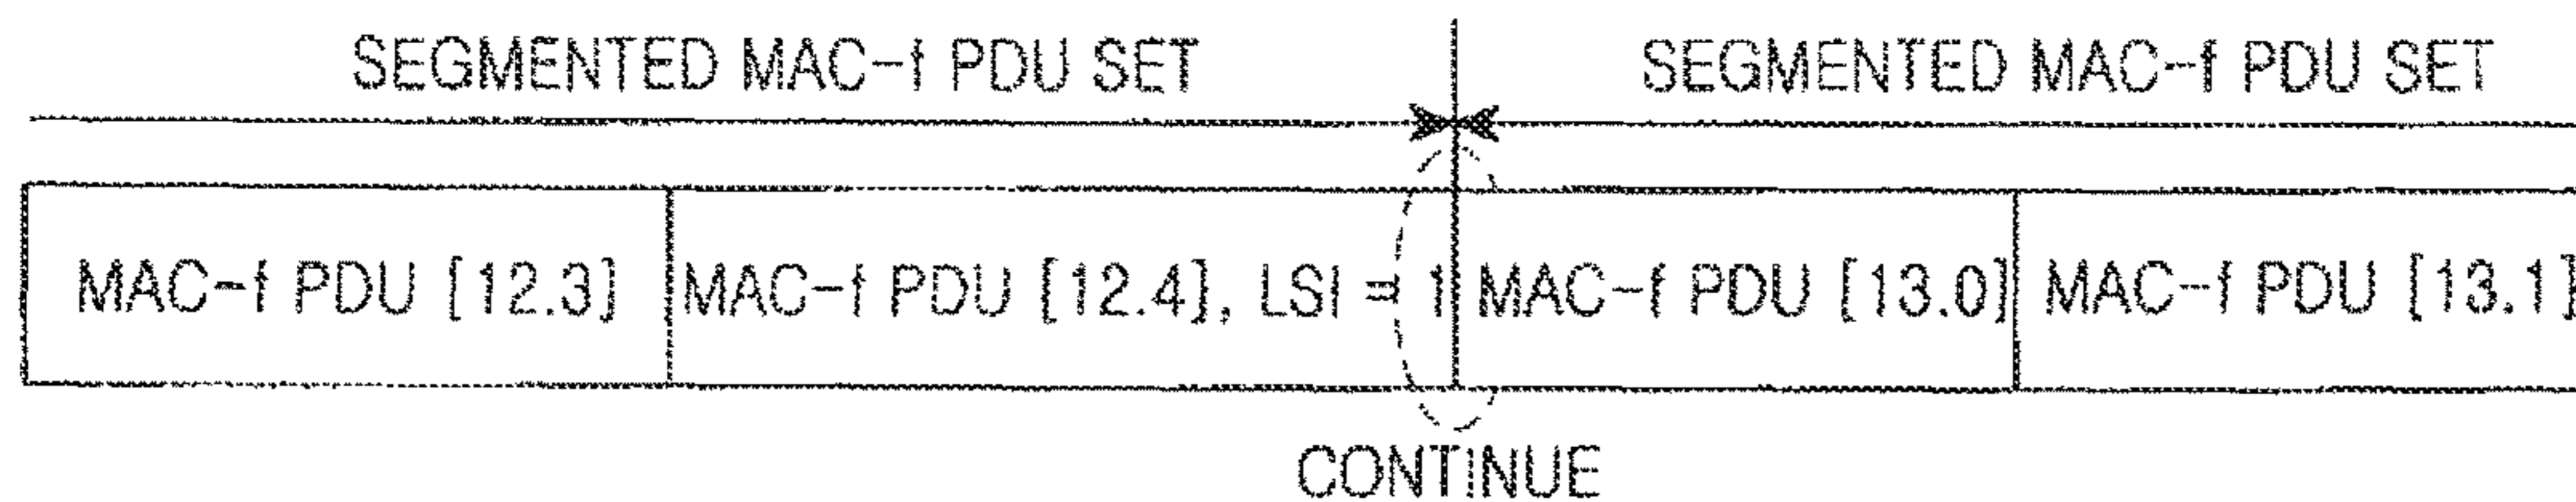 SEGMENTED MAC-f PDU SET SEGMENTED MAC-f PDU SET
MAC-f PDU [12.3] MAC-f PDU [12.4], LSI = 1 MAC-f PDU [13.0] MAC-f PDU [13.1]
CONTINUE